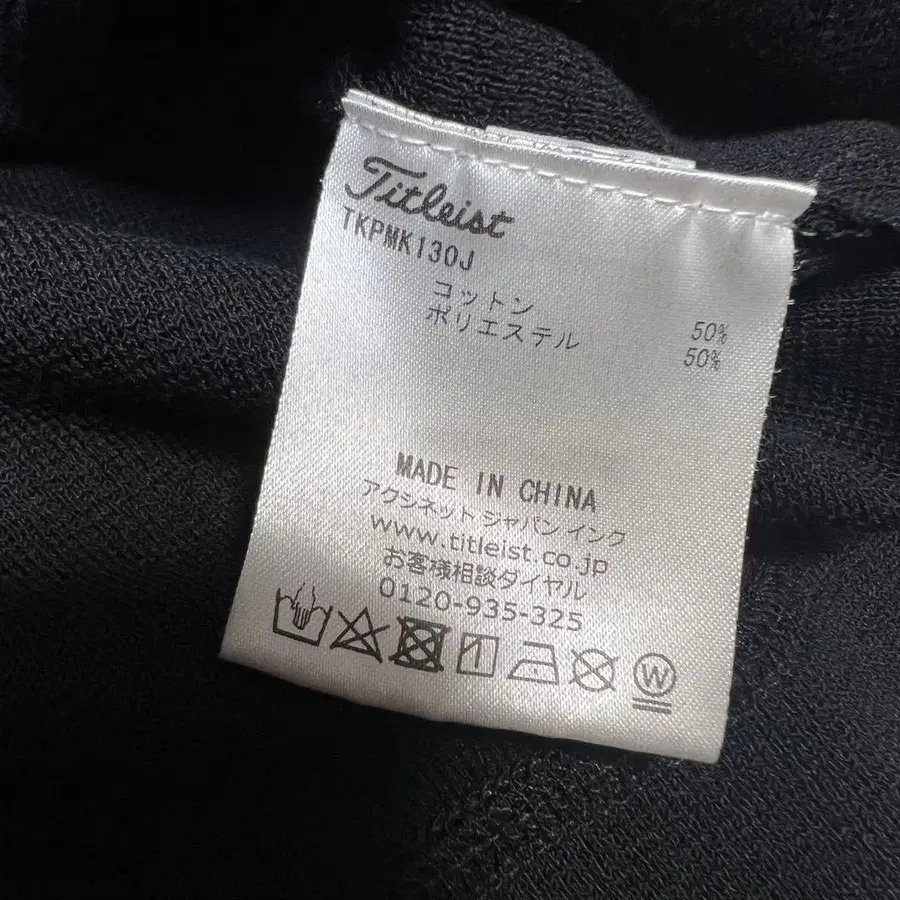 Titleist
TKPMK130J
コットン 50%
ポリエステル 50%
MADE IN CHINA
アクシネット ジャパン インク
www.titleist.co.jp
お客様相談ダイヤル
0120-935-325
W